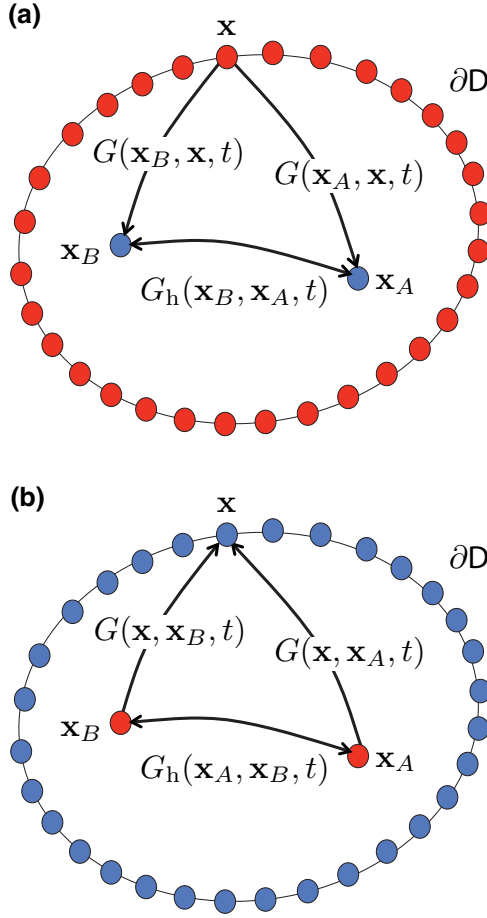 (a)
𝐱
∂D
G(𝐱_B, 𝐱, t)
G(𝐱_A, 𝐱, t)
𝐱_B
𝐱_A
G_h(𝐱_B, 𝐱_A, t)
(b)
𝐱
∂D
G(𝐱, 𝐱_B, t)
G(𝐱, 𝐱_A, t)
𝐱_B
𝐱_A
G_h(𝐱_A, 𝐱_B, t)